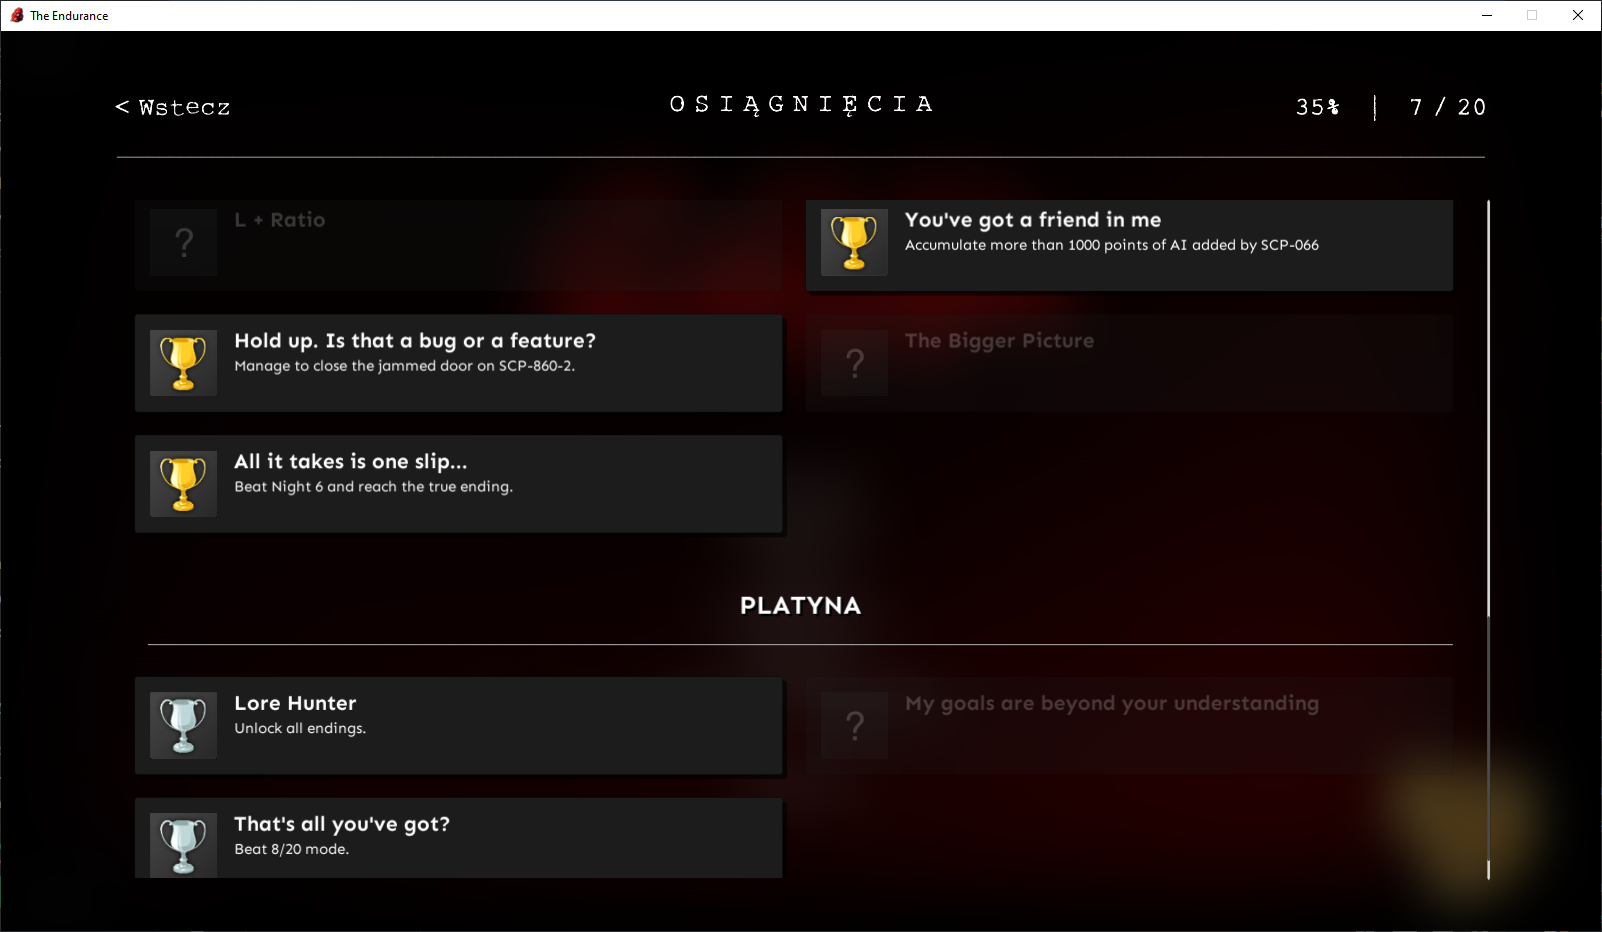 The Endurance
< Wstecz
OSIĄGNIĘCIA
35% | 7 / 20
?
L + Ratio
You've got a friend in me
Accumulate more than 1000 points of AI added by SCP-066
Hold up. Is that a bug or a feature?
Manage to close the jammed door on SCP-860-2.
?
The Bigger Picture
All it takes is one slip...
Beat Night 6 and reach the true ending.
PLATYNA
Lore Hunter
Unlock all endings.
?
My goals are beyond your understanding
That's all you've got?
Beat 8/20 mode.